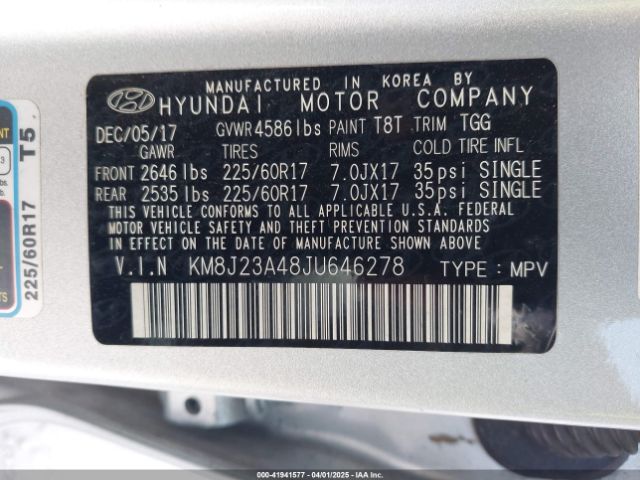 MANUFACTURED IN KOREA BY
HYUNDAI MOTOR COMPANY
DEC/05/17 GVWR 4586 lbs PAINT T8T TRIM TGG
GAWR TIRES RIMS COLD TIRE INFL
FRONT 2646 lbs 225/60R17 7.0JX17 35psi SINGLE
REAR 2535 lbs 225/60R17 7.0JX17 35psi SINGLE
THIS VEHICLE CONFORMS TO ALL APPLICABLE U.S.A. FEDERAL
MOTOR VEHICLE SAFETY AND THEFT PREVENTION STANDARDS
IN EFFECT ON THE DATE OF MANUFACTURE SHOWN ABOVE.
V.I.N KM8J23A48JU646278 TYPE : MPV
225/60R17 T5
3
00-41941577 - 04/01/2025 - Copyright IAA, Inc.